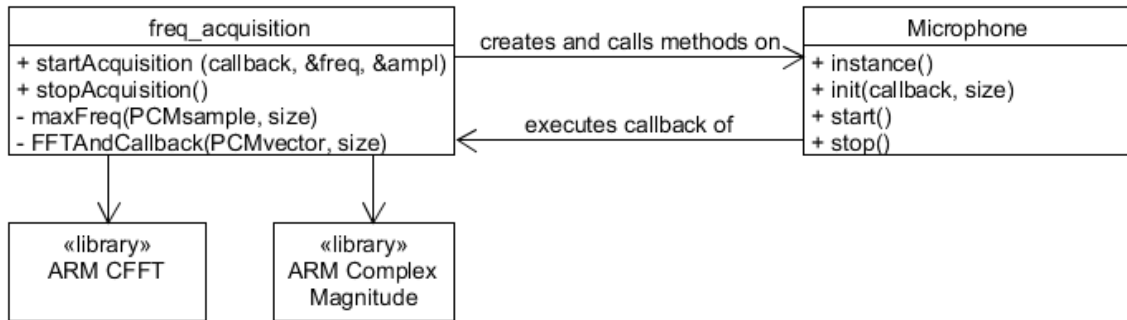 freq_acquisition
+ startAcquisition (callback, &freq, &ampl)
+ stopAcquisition()
- maxFreq(PCMsample, size)
- FFTAndCallback(PCMvector, size)
creates and calls methods on
executes callback of
Microphone
+ instance()
+ init(callback, size)
+ start()
+ stop()
«library»
ARM CFFT
«library»
ARM Complex
Magnitude